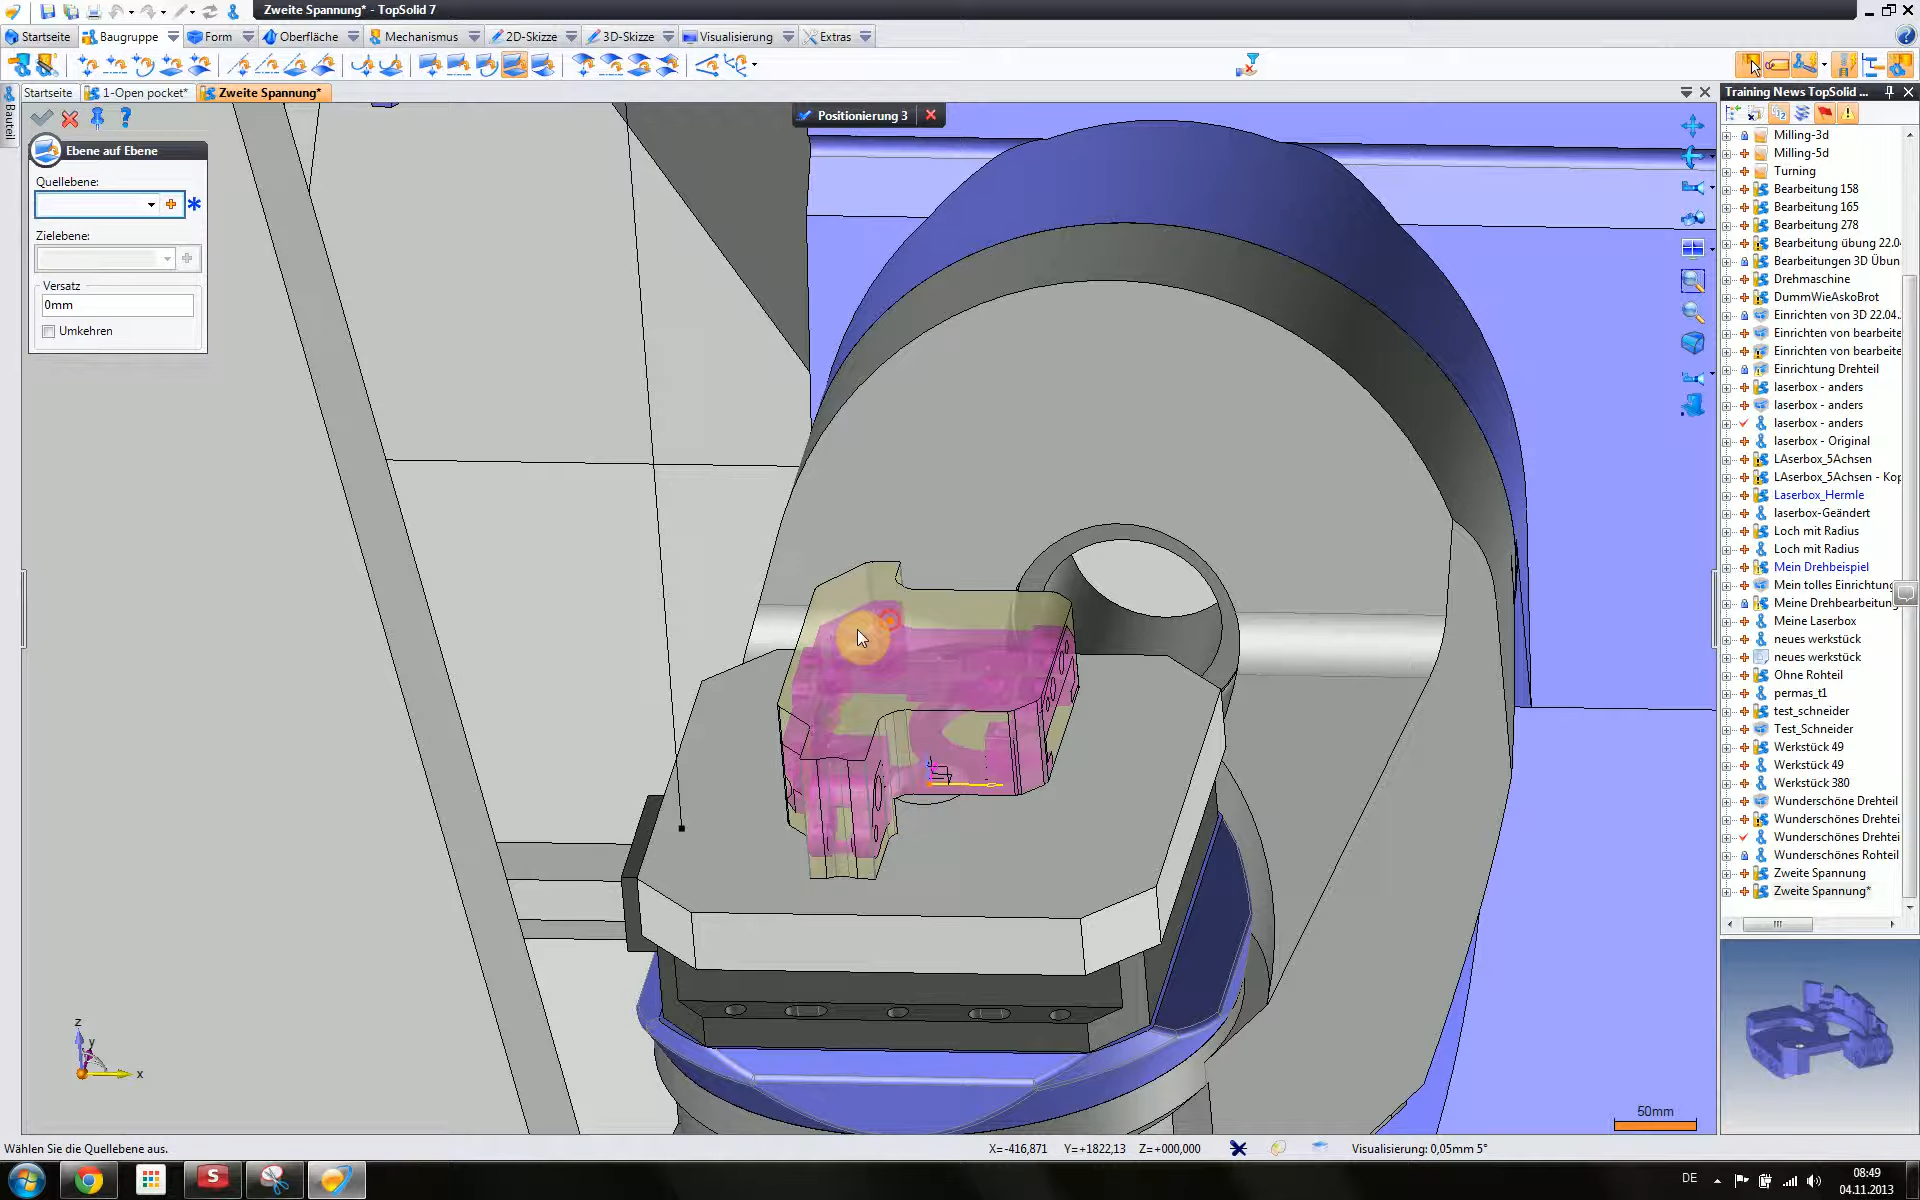 Zweite Spannung* - TopSolid 7
Startseite
Baugruppe
Form
Oberfläche
Mechanismus
2D-Skizze
3D-Skizze
Visualisierung
Extras
Startseite
1-Open pocket*
Zweite Spannung*
Training News TopSolid ...
Bauteil
Positionierung 3
Ebene auf Ebene
Quellebene:
Zielebene:
Versatz
0mm
Umkehren
Milling-3d
Milling-5d
Turning
Bearbeitung 158
Bearbeitung 165
Bearbeitung 278
Bearbeitung übung 22.0
Bearbeitungen 3D Übun
Drehmaschine
DummWieAskoBrot
Einrichten von 3D 22.04.
Einrichten von bearbeite
Einrichten von bearbeite
Einrichtung Drehteil
laserbox - anders
laserbox - anders
laserbox - anders
laserbox - Original
LAserbox_5Achsen
LAserbox_5Achsen - Kop
Laserbox_Hermle
laserbox-Geändert
Loch mit Radius
Loch mit Radius
Mein Drehbeispiel
Mein tolles Einrichtung
Meine Drehbearbeitung
Meine Laserbox
neues werkstück
neues werkstück
Ohne Rohteil
permas_t1
test_schneider
Test_Schneider
Werkstück 49
Werkstück 49
Werkstück 380
Wunderschöne Drehteil
Wunderschönes Drehtei
Wunderschönes Drehtei
Wunderschönes Rohteil
Zweite Spannung
Zweite Spannung*
z
y
x
50mm
Wählen Sie die Quellebene aus.
X=-416,871 Y=+1822,13 Z=+000,000
Visualisierung: 0,05mm 5°
DE
08:49
04.11.2013